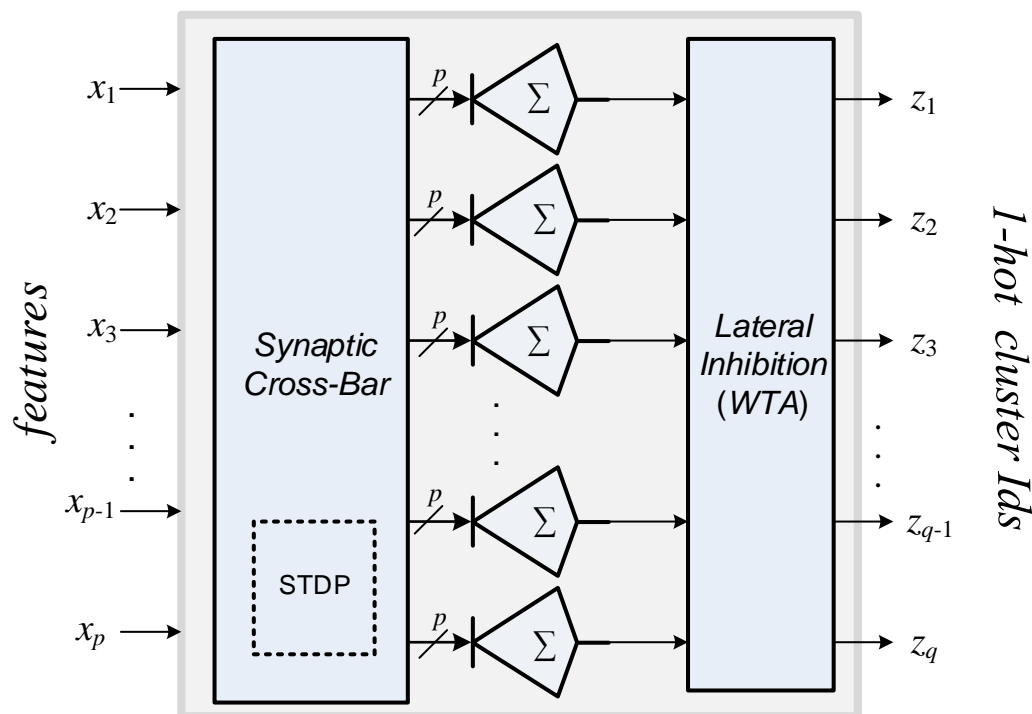 features
x1
x2
x3
. . .
xp-1
xp
Synaptic
Cross-Bar
STDP
p
Σ
p
Σ
p
Σ
. . .
p
Σ
p
Σ
Lateral
Inhibition
(WTA)
z1
z2
z3
. . .
zq-1
zq
1-hot cluster Ids